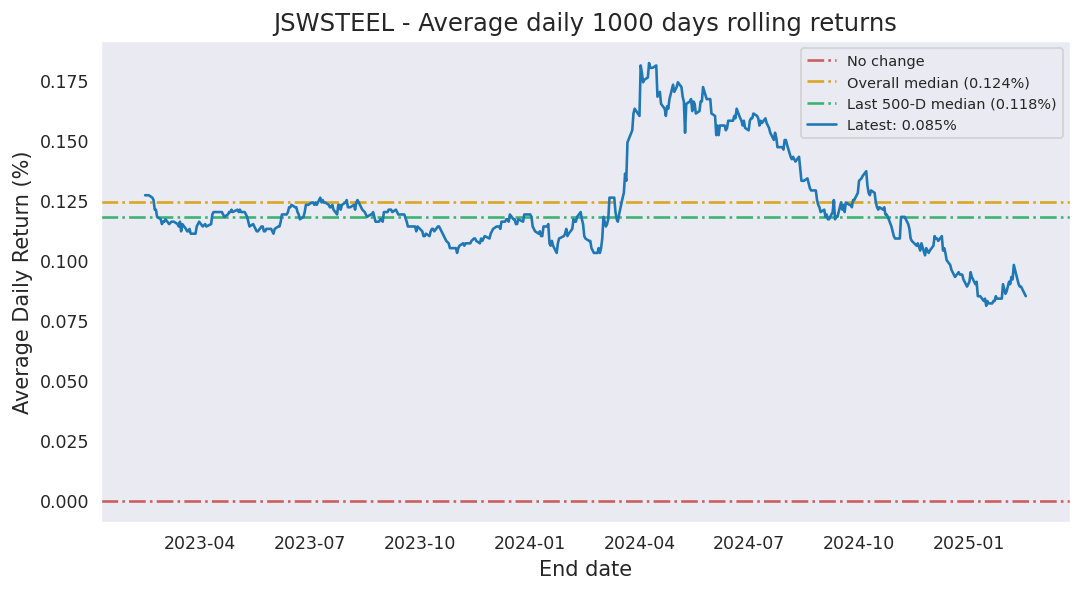 JSWSTEEL - Average daily 1000 days rolling returns
No change
Overall median (0.124%)
Last 500-D median (0.118%)
Latest: 0.085%
Average Daily Return (%)
0.175
0.150
0.125
0.100
0.075
0.050
0.025
0.000
2023-04 2023-07 2023-10 2024-01 2024-04 2024-07 2024-10 2025-01
End date